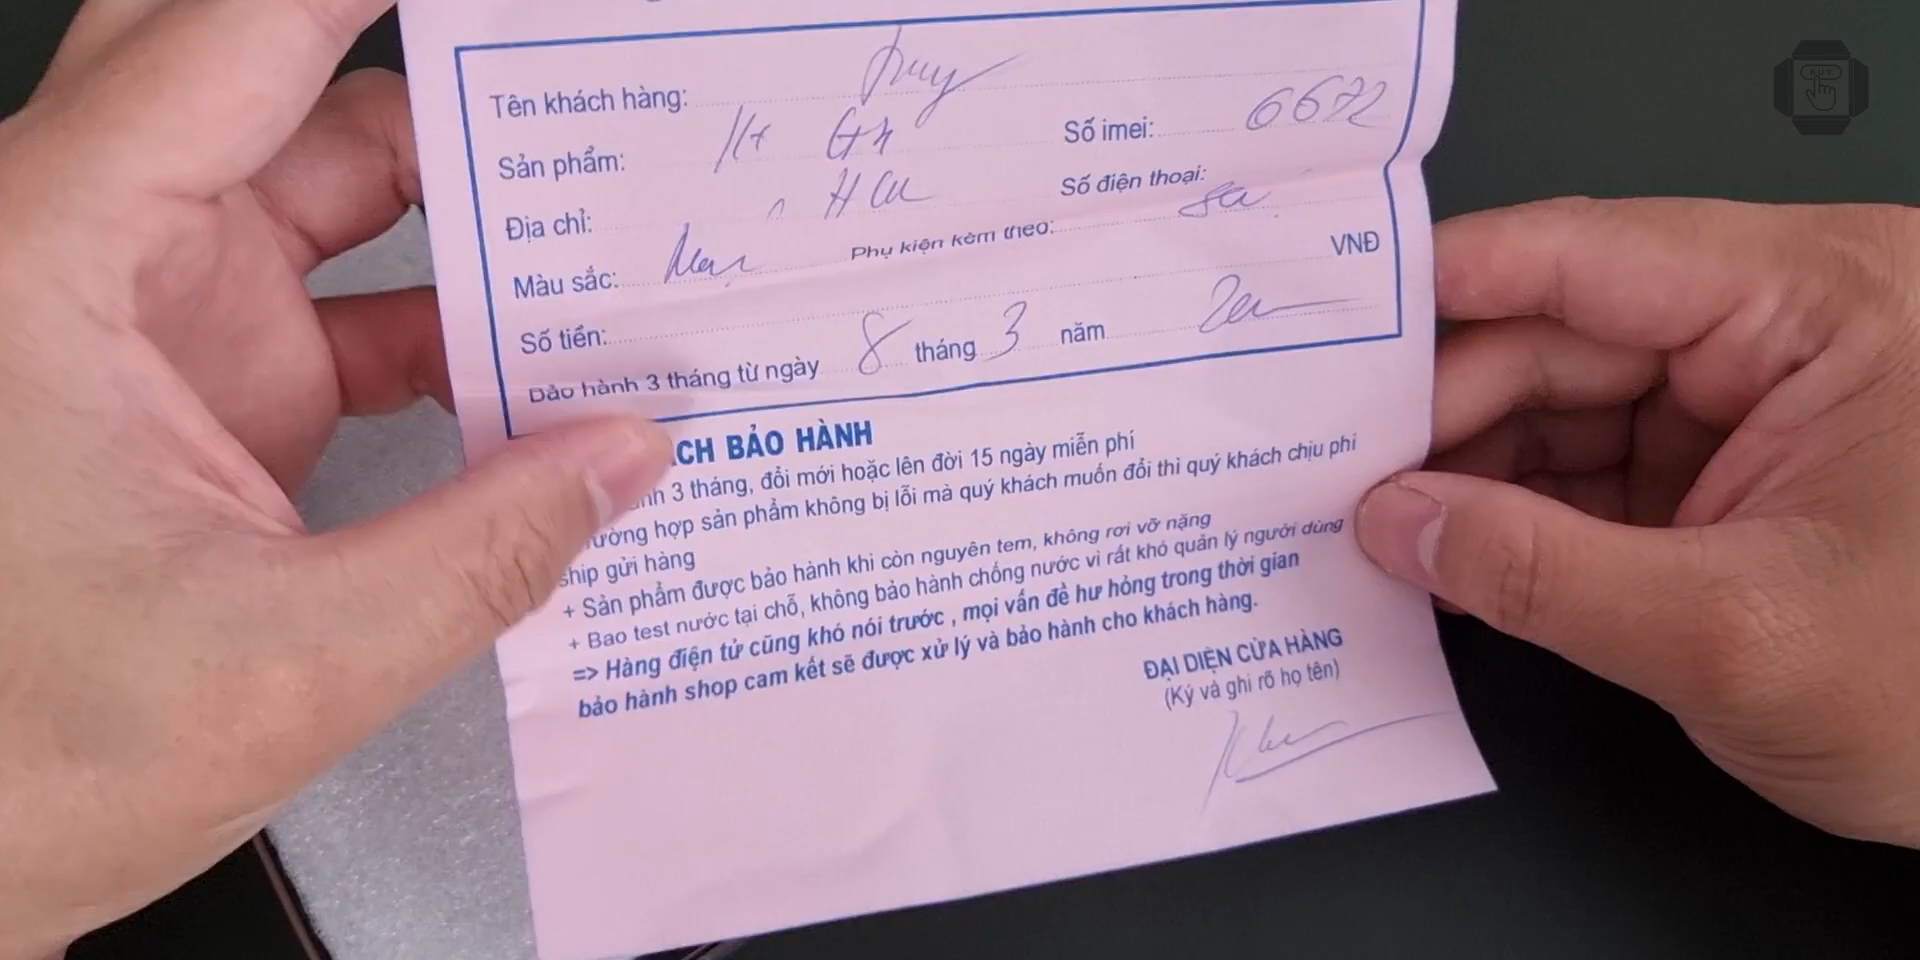 Tên khách hàng: Duy
Sản phẩm: Số imei: 6672
Địa chỉ: Số điện thoại:
Màu sắc: Phụ kiện kèm theo: Sạc
Số tiền: VNĐ
Bảo hành 3 tháng từ ngày 8 tháng 3 năm
ÁCH BẢO HÀNH
ành 3 tháng, đổi mới hoặc lên đời 15 ngày miễn phí
ường hợp sản phẩm không bị lỗi mà quý khách muốn đổi thì quý khách chịu phí
ship gửi hàng
+ Sản phẩm được bảo hành khi còn nguyên tem, không rơi vỡ nặng
+ Bao test nước tại chỗ, không bảo hành chống nước vì rất khó quản lý người dùng
=> Hàng điện tử cũng khó nói trước , mọi vấn đề hư hỏng trong thời gian
bảo hành shop cam kết sẽ được xử lý và bảo hành cho khách hàng.
ĐẠI DIỆN CỬA HÀNG
(Ký và ghi rõ họ tên)